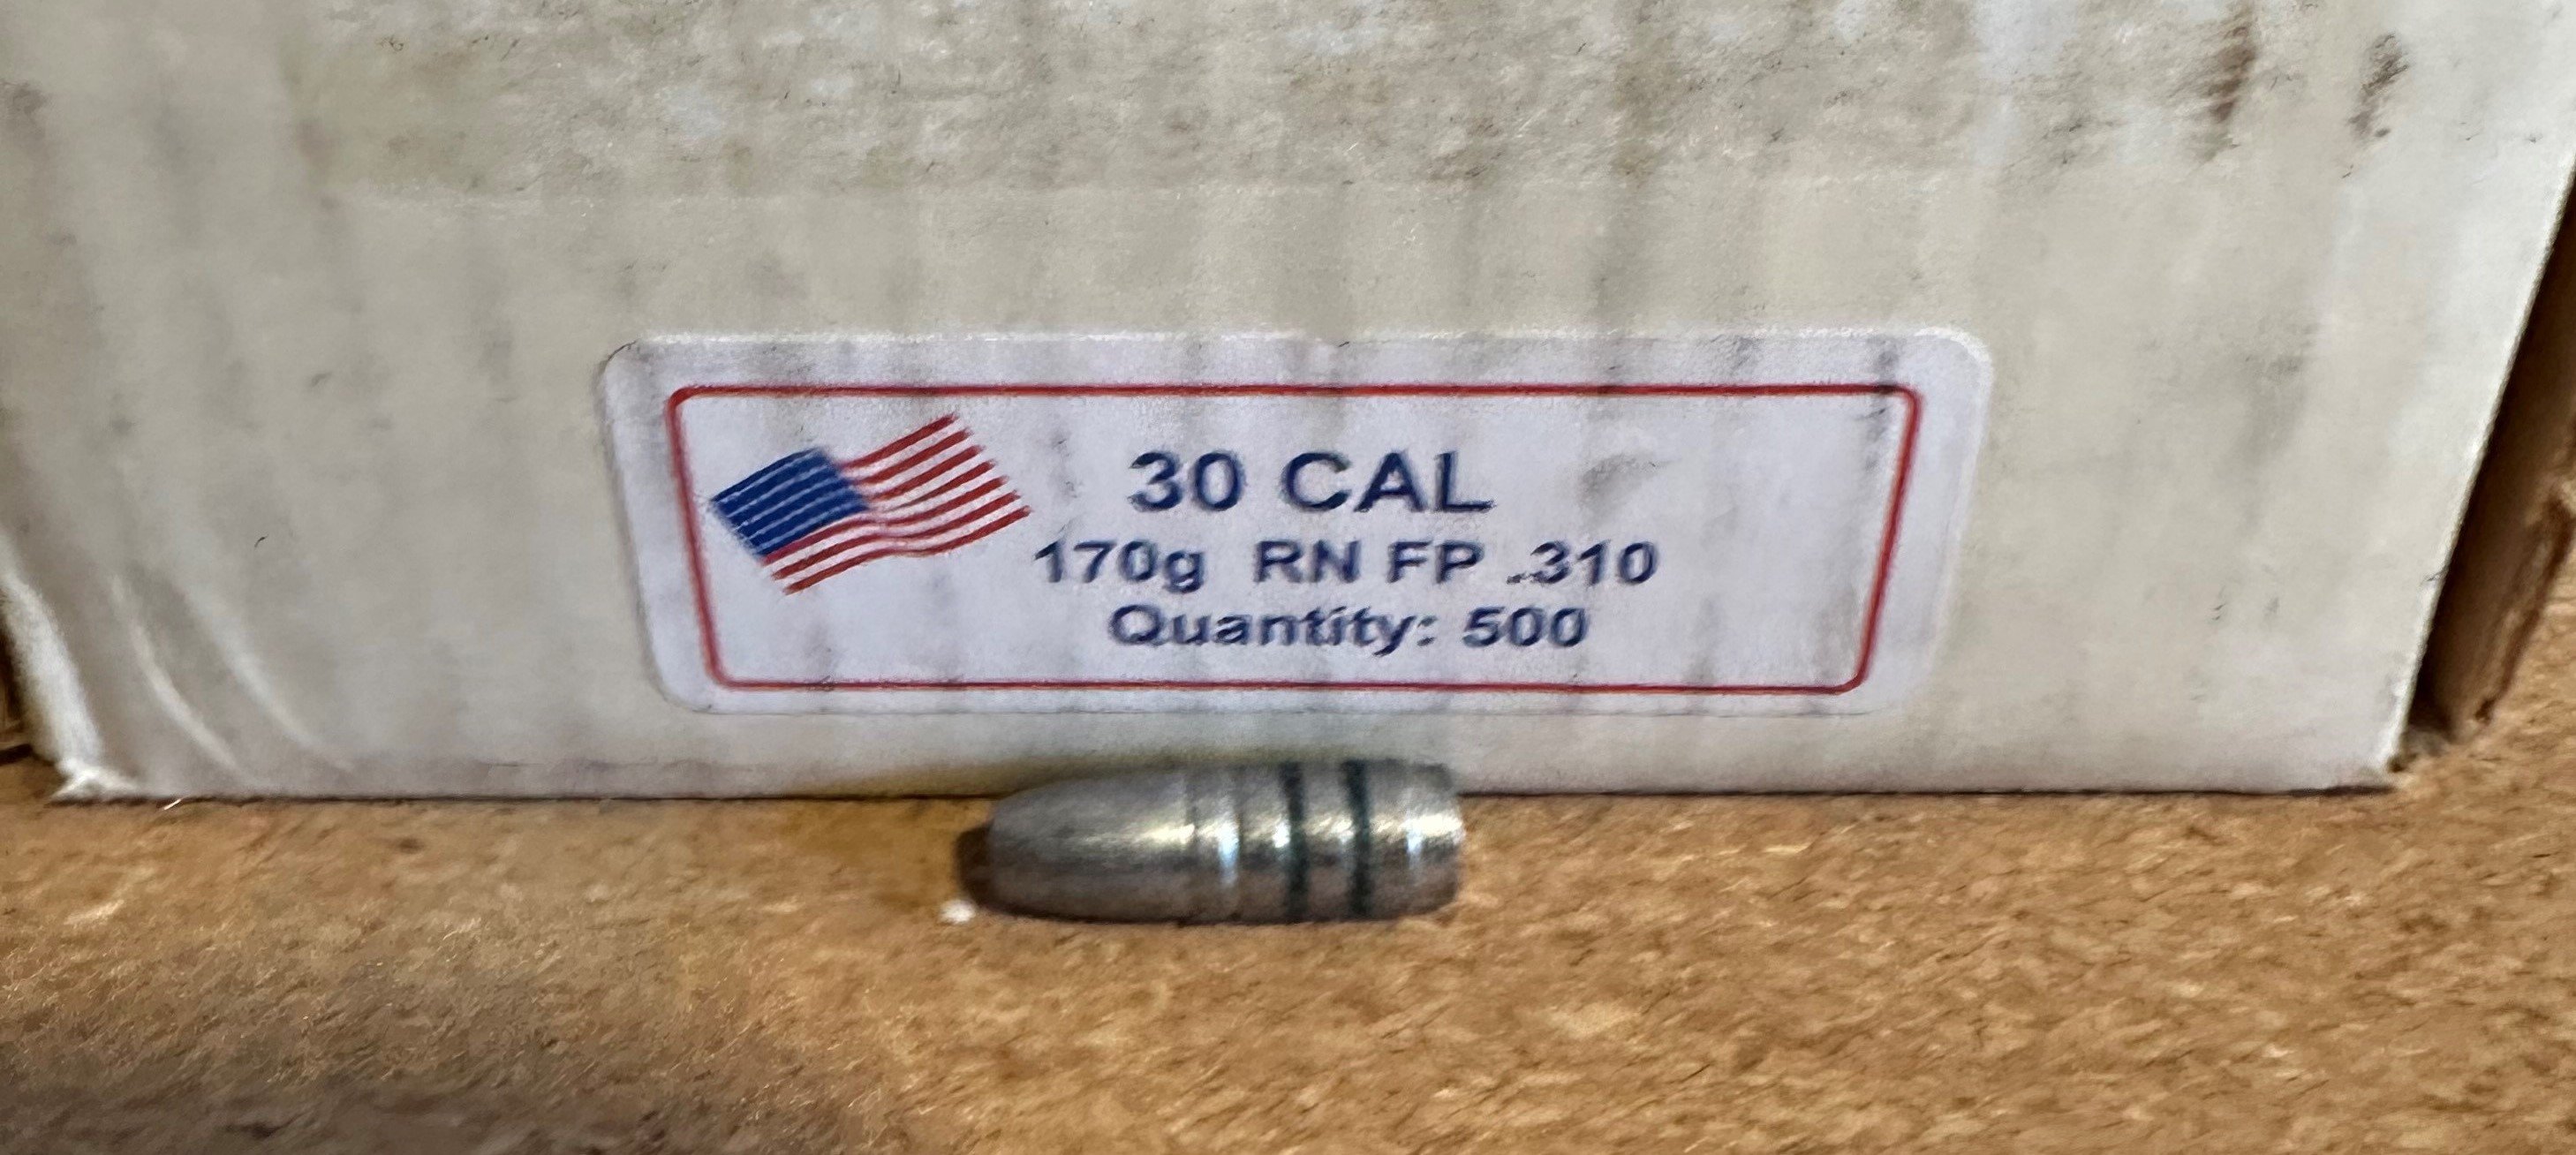 30 CAL
170g RN FP .310
Quantity: 500